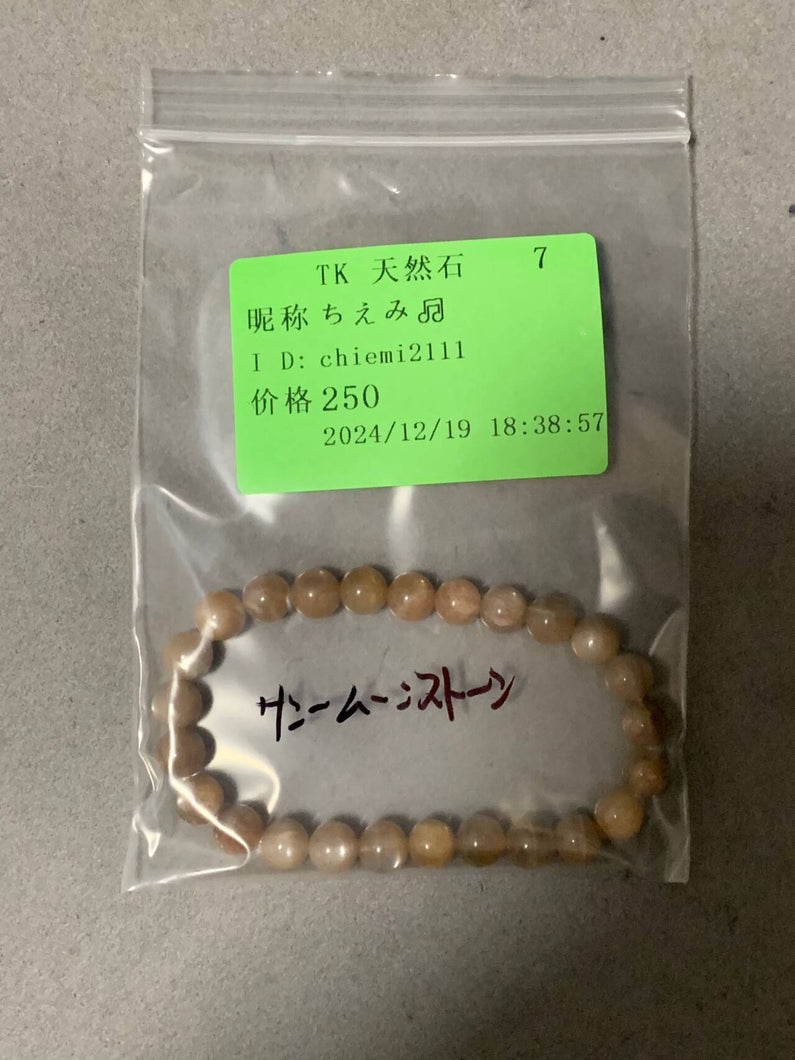 TK 天然石 7
昵称 ちえみ🎵
I D: chiemi2111
价格 250
2024/12/19 18:38:57
サンームーンストーン